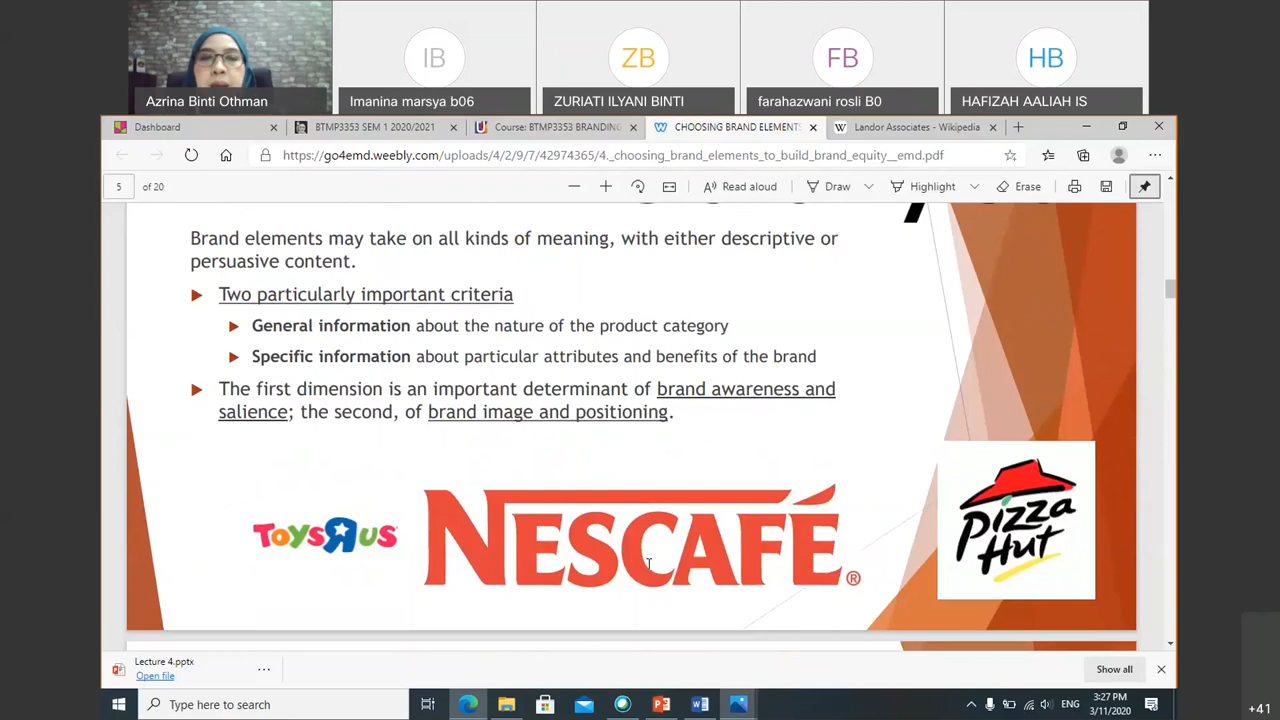 IB
ZB
FB
HB
Azrina Binti Othman
Imanina marsya b06
ZURIATI ILYANI BINTI
farahazwani rosli B0
HAFIZAH AALIAH IS
Dashboard
BTMP3353 SEM 1 2020/2021
Course: BTMP3353 BRANDING
CHOOSING BRAND ELEMENTS
Landor Associates - Wikipedia
https://go4emd.weebly.com/uploads/4/2/9/7/42974365/4._choosing_brand_elements_to_build_brand_equity__emd.pdf
5 of 20
Read aloud
Draw
Highlight
Erase
Brand elements may take on all kinds of meaning, with either descriptive or
persuasive content.
Two particularly important criteria
General information about the nature of the product category
Specific information about particular attributes and benefits of the brand
The first dimension is an important determinant of brand awareness and
salience; the second, of brand image and positioning.
TOYSRUS
NESCAFÉ®
Pizza
Hut
Lecture 4.pptx
Open file
Show all
Type here to search
ENG
3:27 PM
3/11/2020
+41